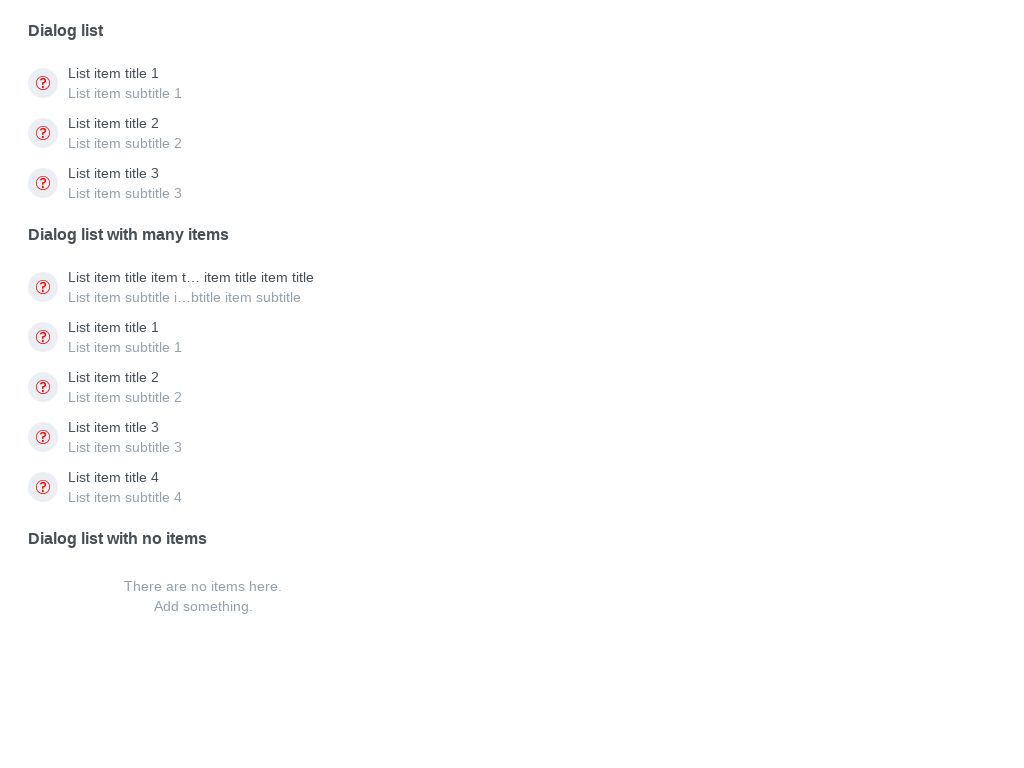 Dialog list
List item title 1
List item subtitle 1
List item title 2
List item subtitle 2
List item title 3
List item subtitle 3
Dialog list with many items
List item title item t… item title item title
List item subtitle i…btitle item subtitle
List item title 1
List item subtitle 1
List item title 2
List item subtitle 2
List item title 3
List item subtitle 3
List item title 4
List item subtitle 4
Dialog list with no items
There are no items here.
Add something.